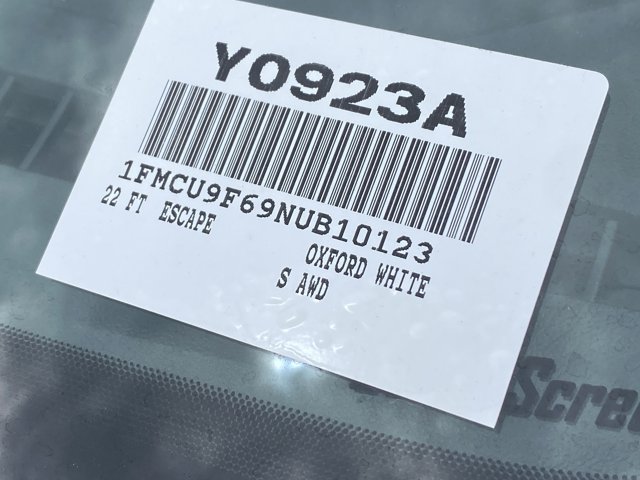 Y0923A
1FMCU9F69NUB10123
22 FT ESCAPE
OXFORD WHITE
S AWD